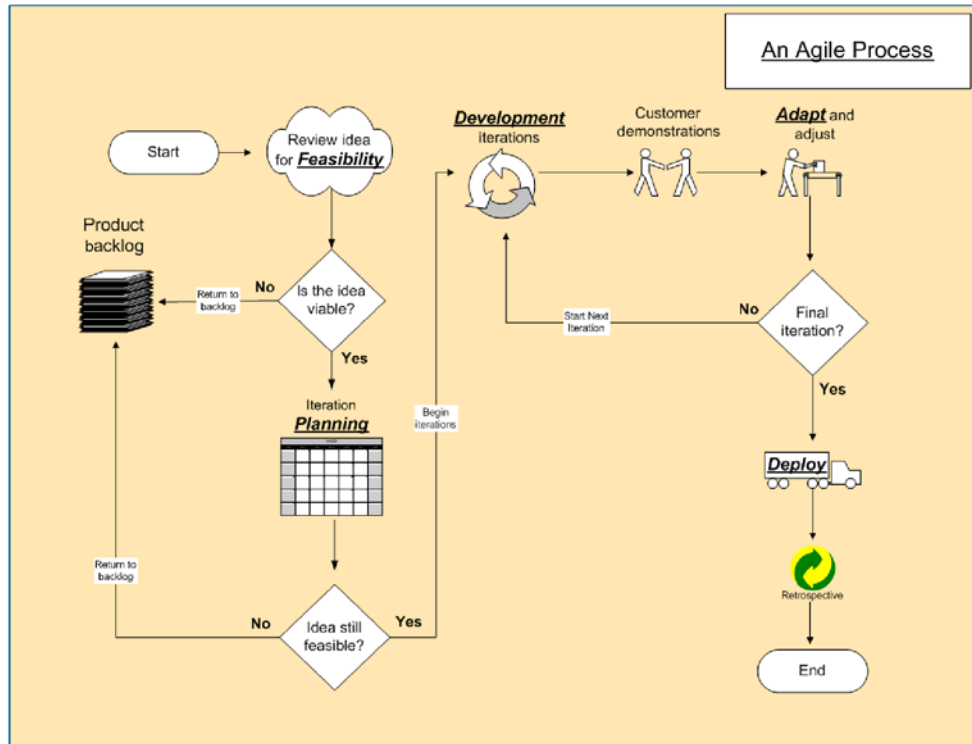 An Agile Process
Start
Review idea
for Feasibility
Is the idea
viable?
No
Return to
backlog
Product
backlog
Yes
Iteration
Planning
Idea still
feasible?
No
Return to
backlog
Yes
Begin
iterations
Development
iterations
Customer
demonstrations
Adapt and
adjust
Final
iteration?
No
Start Next
Iteration
Yes
Deploy
Retrospective
End